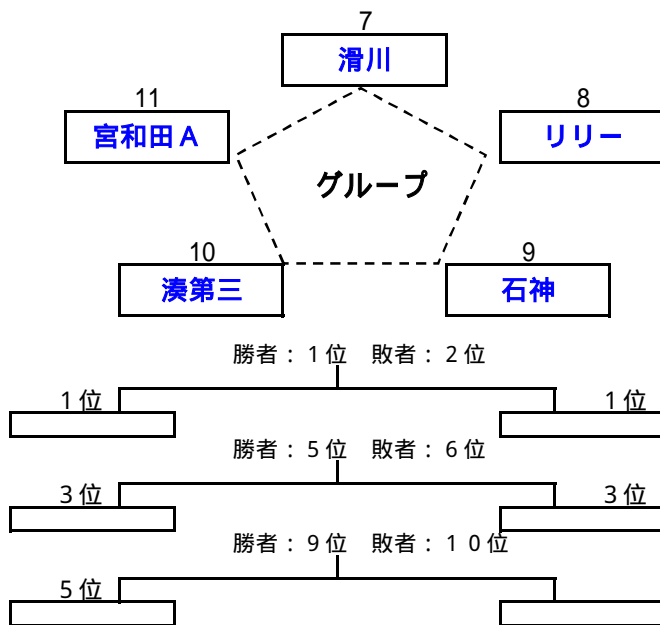 7
滑川
11
宮和田A
8
リリー
グループ
10
湊第三
9
石神
勝者：1位　敗者：2位
1位
1位
勝者：5位　敗者：6位
3位
3位
勝者：9位　敗者：10位
5位